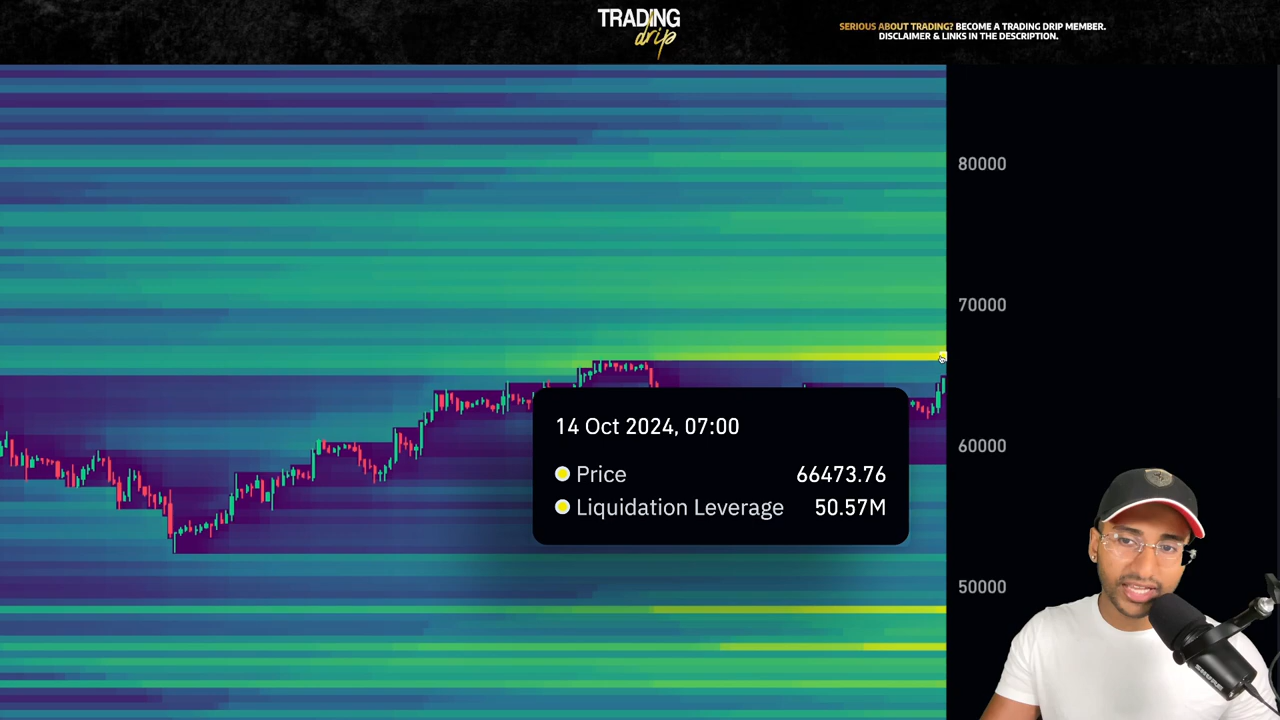 TRADING
drip
SERIOUS ABOUT TRADING? BECOME A TRADING DRIP MEMBER.
DISCLAIMER & LINKS IN THE DESCRIPTION.
80000
70000
60000
50000
14 Oct 2024, 07:00
Price 66473.76
Liquidation Leverage 50.57M
SHURE